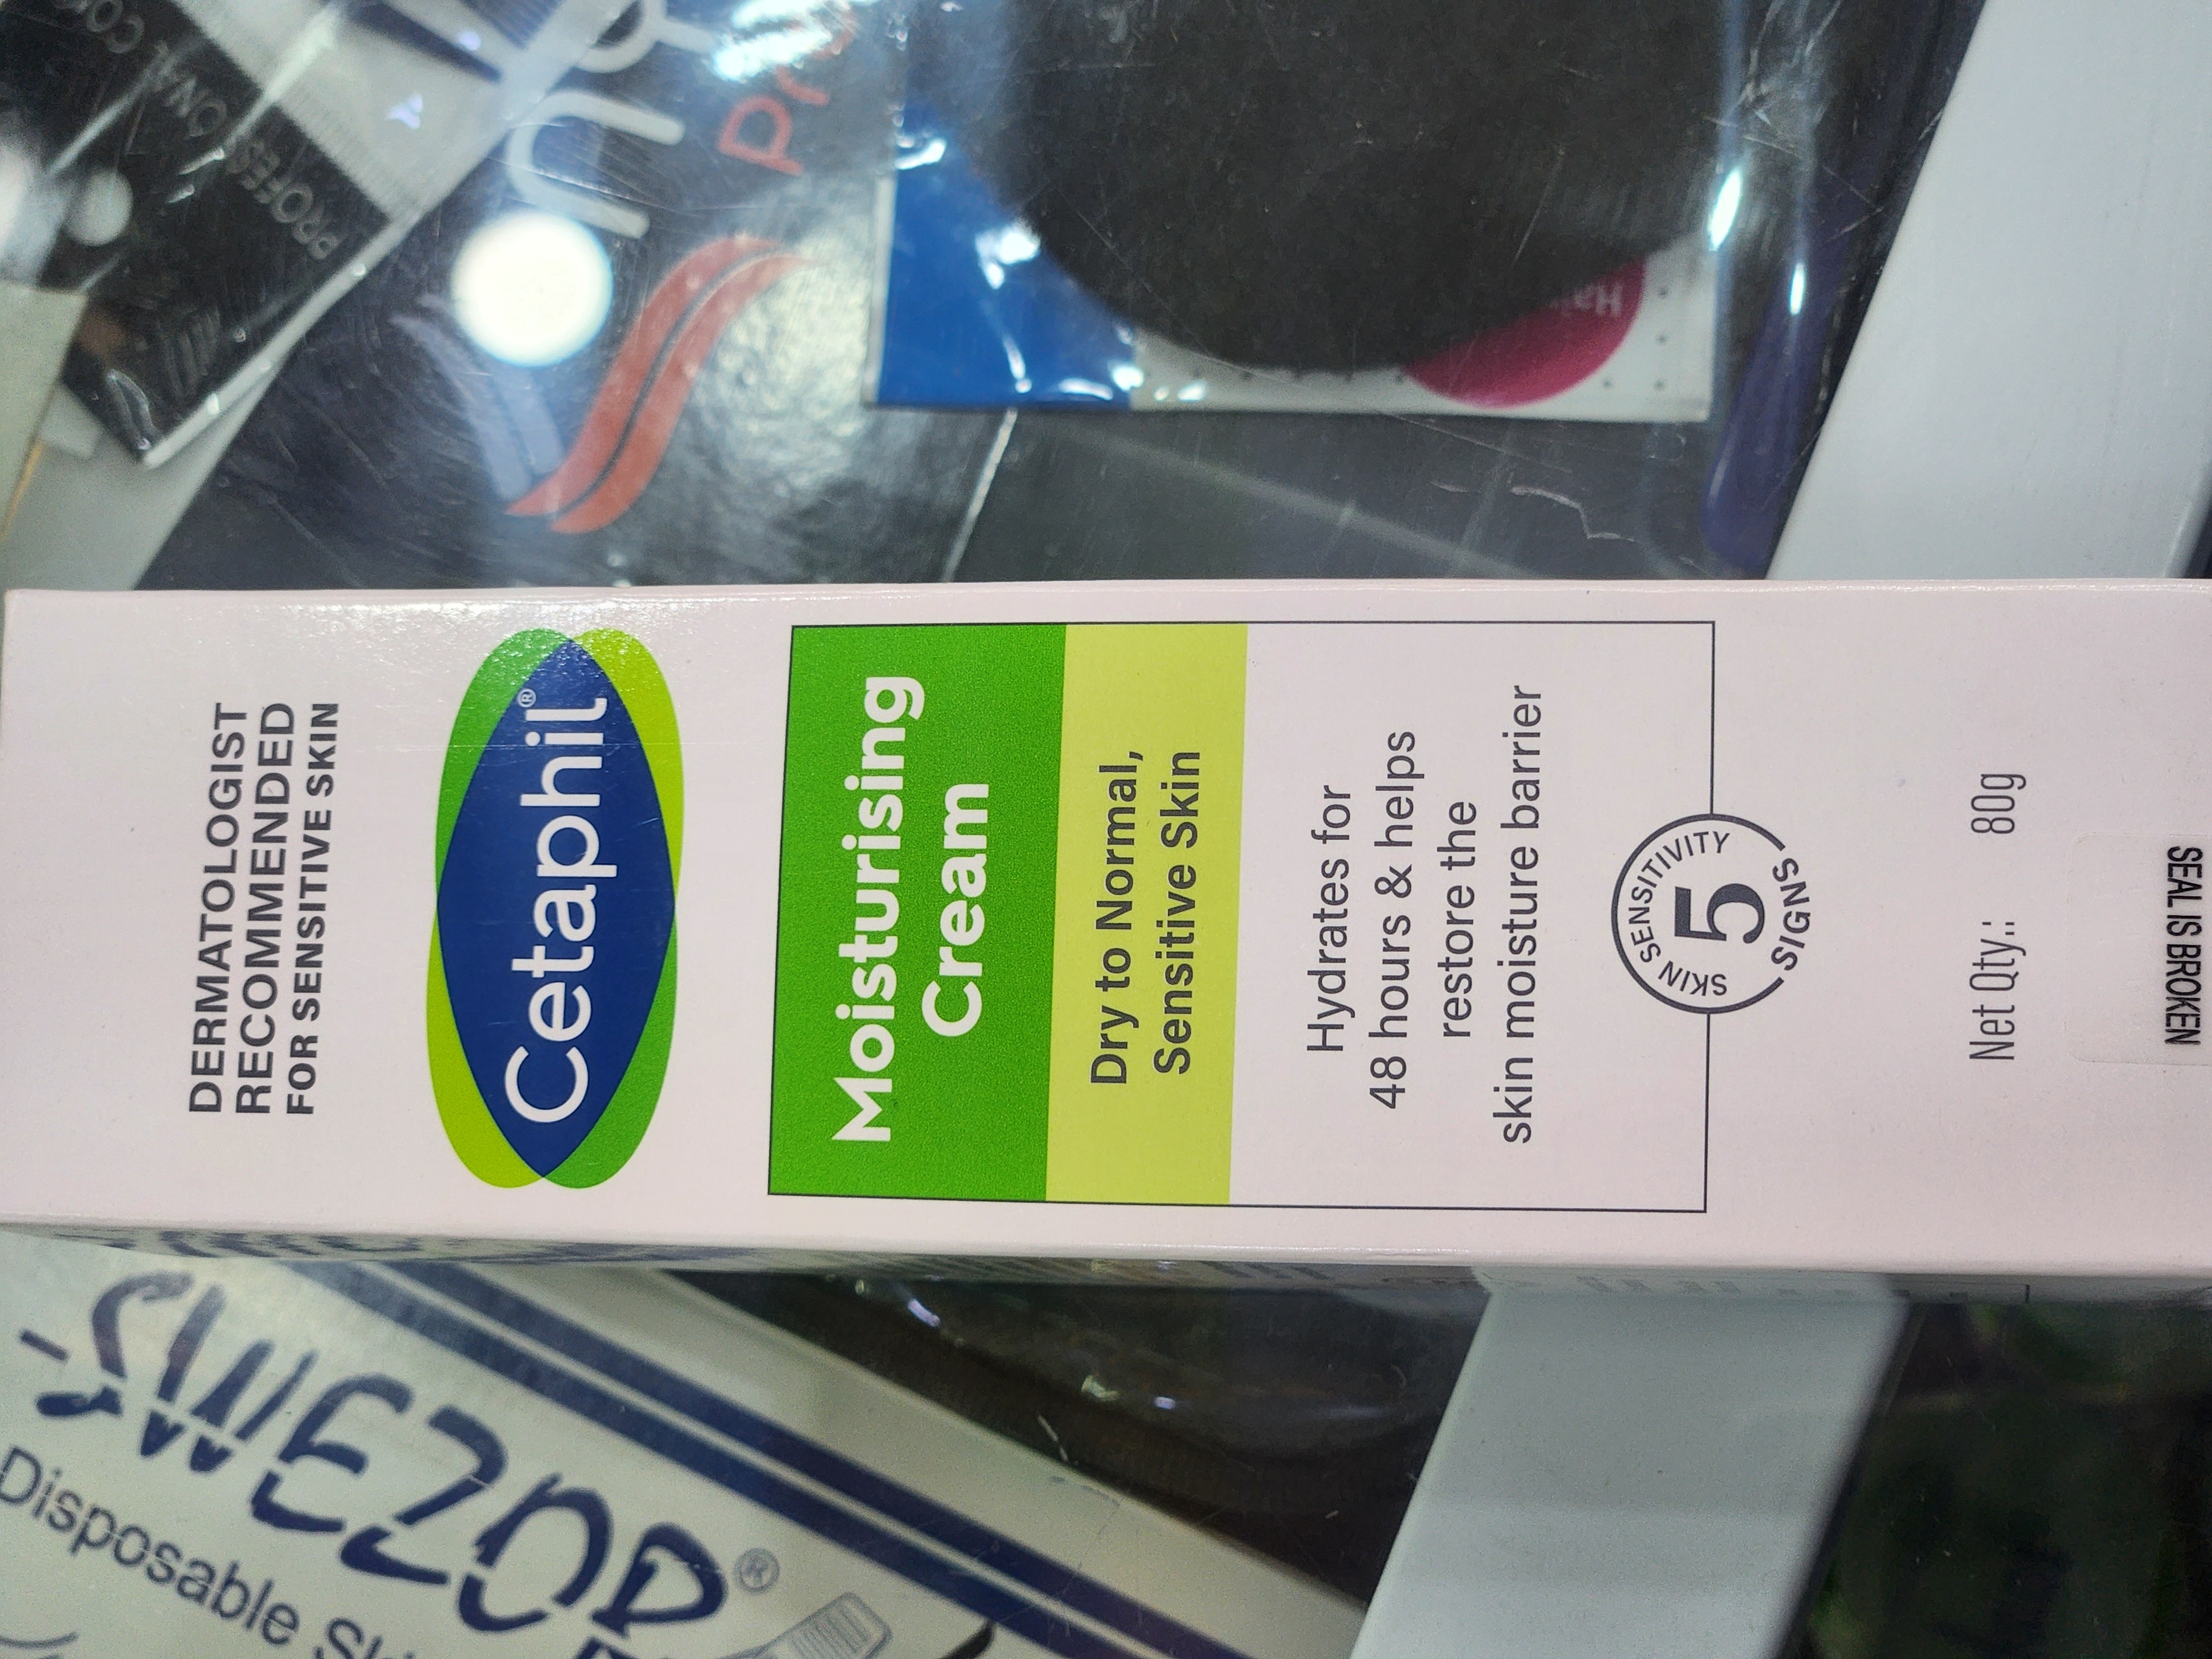 DERMATOLOGIST
RECOMMENDED
FOR SENSITIVE SKIN
Cetaphil®
Moisturising
Cream
Dry to Normal,
Sensitive Skin
Hydrates for
48 hours & helps
restore the
skin moisture barrier
SKIN SENSITIVITY
5
SIGNS
Net Qty.: 80g
SEAL IS BROKEN
PROFESSIONAL
Disposable